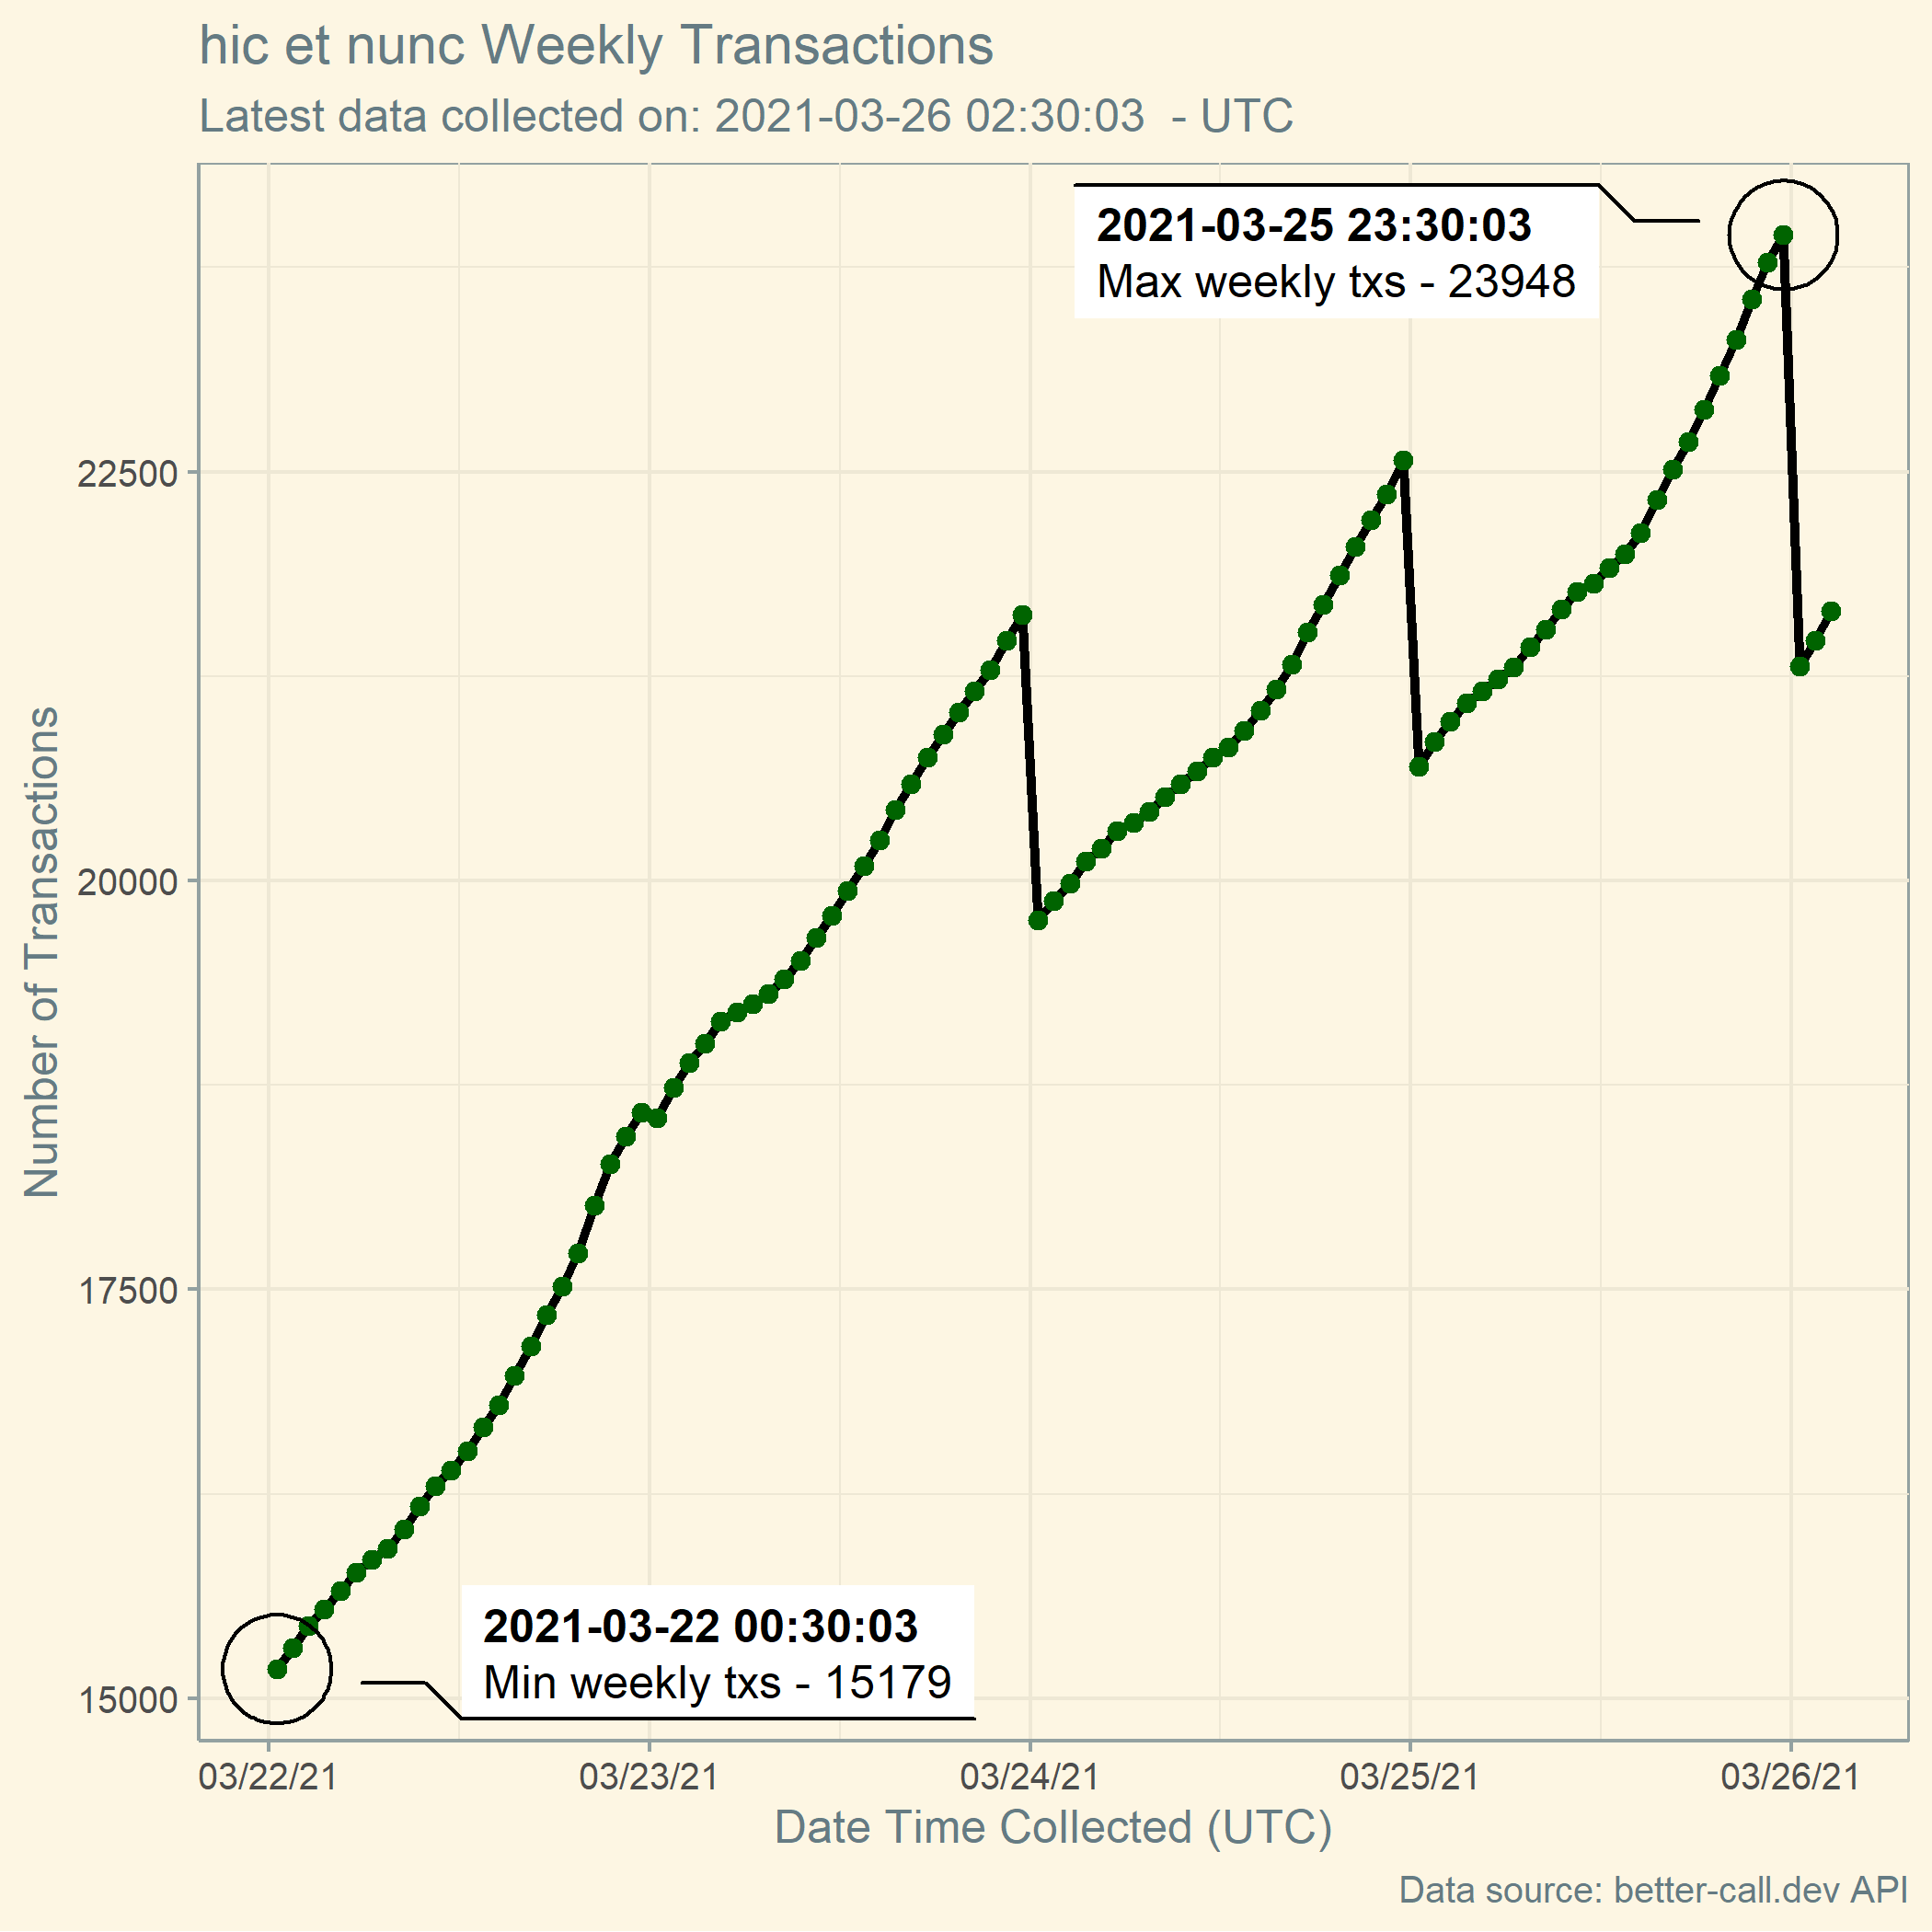 hic et nunc Weekly Transactions
Latest data collected on: 2021-03-26 02:30:03  - UTC
2021-03-25 23:30:03
Max weekly txs - 23948
Number of Transactions
22500
20000
17500
15000
2021-03-22 00:30:03
Min weekly txs - 15179
03/22/21 03/23/21 03/24/21 03/25/21 03/26/21
Date Time Collected (UTC)
Data source: better-call.dev API